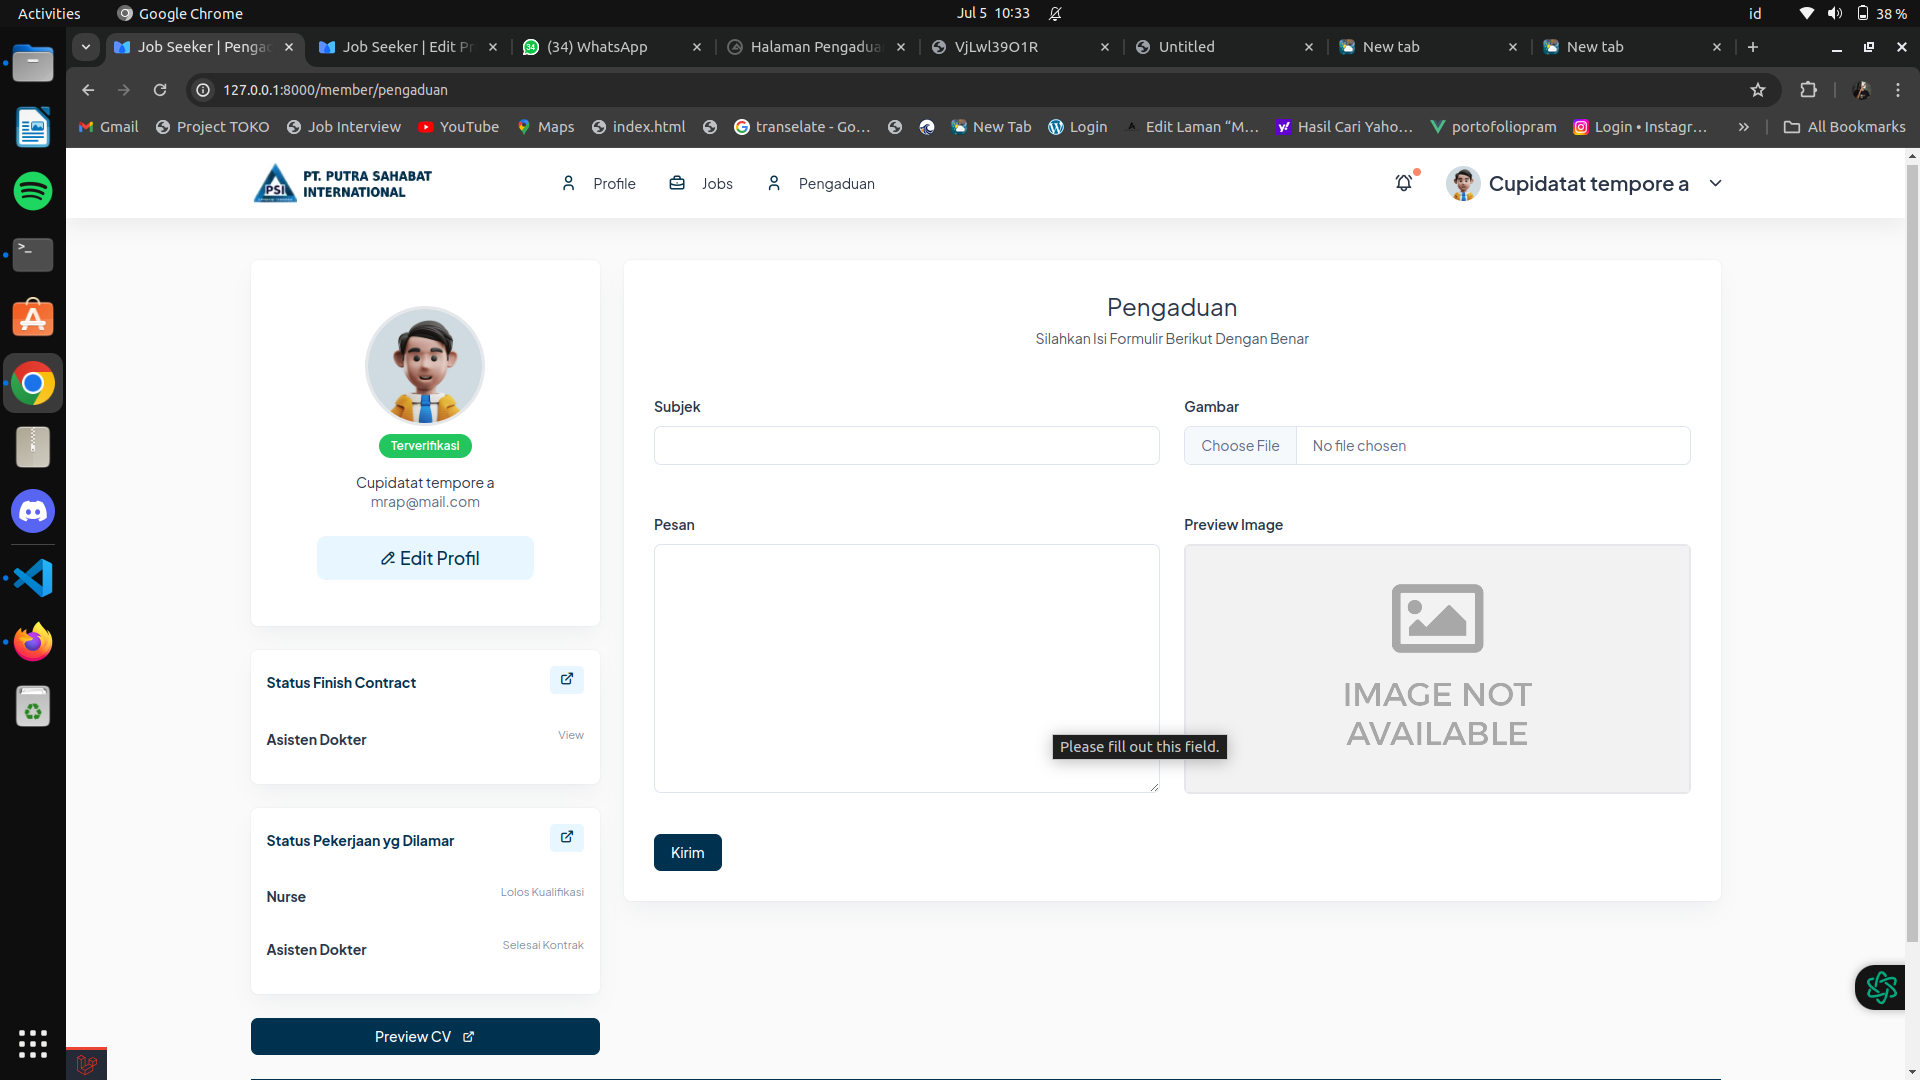 Activities
Google Chrome
Jul 5 10:33
id
38 %
Job Seeker | Pengad
Job Seeker | Edit Pr
(34) WhatsApp
Halaman Pengadua
VjLwl39O1R
Untitled
New tab
New tab
127.0.0.1:8000/member/pengaduan
Gmail
Project TOKO
Job Interview
YouTube
Maps
index.html
translate - Go...
New Tab
Login
Edit Laman “M...
Hasil Cari Yaho...
portofoliopram
Login • Instagr...
All Bookmarks
PSI
PT. PUTRA SAHABAT
INTERNATIONAL
Profile
Jobs
Pengaduan
Cupidatat tempore a
Terverifikasi
Cupidatat tempore a
mrap@mail.com
Edit Profil
Status Finish Contract
Asisten Dokter
View
Status Pekerjaan yg Dilamar
Nurse
Lolos Kualifikasi
Asisten Dokter
Selesai Kontrak
Preview CV
Pengaduan
Silahkan Isi Formulir Berikut Dengan Benar
Subjek
Gambar
Choose File
No file chosen
Pesan
Preview Image
IMAGE NOT
AVAILABLE
Please fill out this field.
Kirim